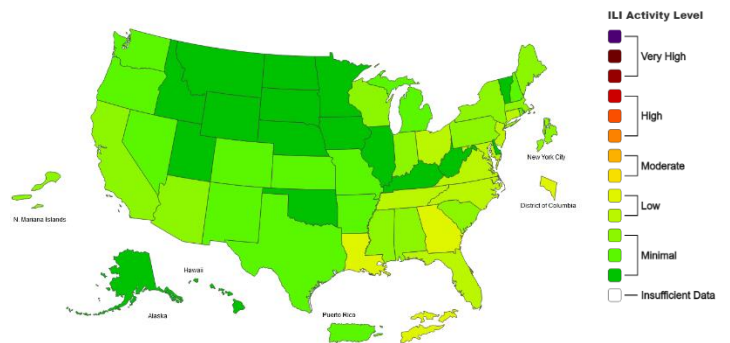 ILI Activity Level
Very High
High
Moderate
Low
Minimal
Insufficient Data
New York City
District of Columbia
N. Mariana Islands
Hawaii
Alaska
Puerto Rico